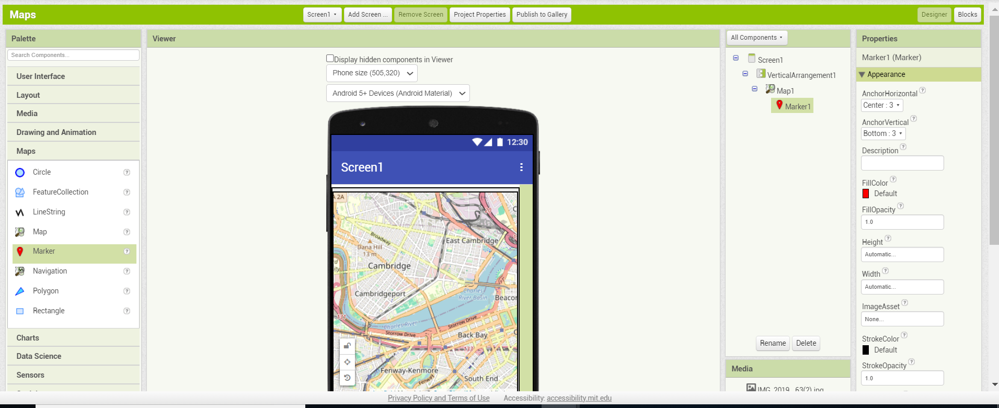 Maps
Screen1
Add Screen ...
Remove Screen
Project Properties
Publish to Gallery
Designer
Blocks
Palette
Search Components...
User Interface
Layout
Media
Drawing and Animation
Maps
Circle
FeatureCollection
LineString
Map
Marker
Navigation
Polygon
Rectangle
Charts
Data Science
Sensors
Viewer
Display hidden components in Viewer
Phone size (505,320)
Android 5+ Devices (Android Material)
12:30
Screen1
2A
20
East Cambridge
Broadway
Dana Hill
13 m
Cambridge
Cambridgeport
Charles
River Basin
Beacon
131
Charles River
Storrow Drive
Storrow Drive
Back Bay
133
Fenway-Kenmore
Fenway
South End
All Components
Screen1
VerticalArrangement1
Map1
Marker1
Rename
Delete
Media
IMG_2019...63(2).jpg
Properties
Marker1 (Marker)
Appearance
AnchorHorizontal
Center : 3
AnchorVertical
Bottom : 3
Description
FillColor
Default
FillOpacity
1.0
Height
Automatic...
Width
Automatic...
ImageAsset
None...
StrokeColor
Default
StrokeOpacity
1.0
Privacy Policy and Terms of Use
Accessibility: accessibility.mit.edu